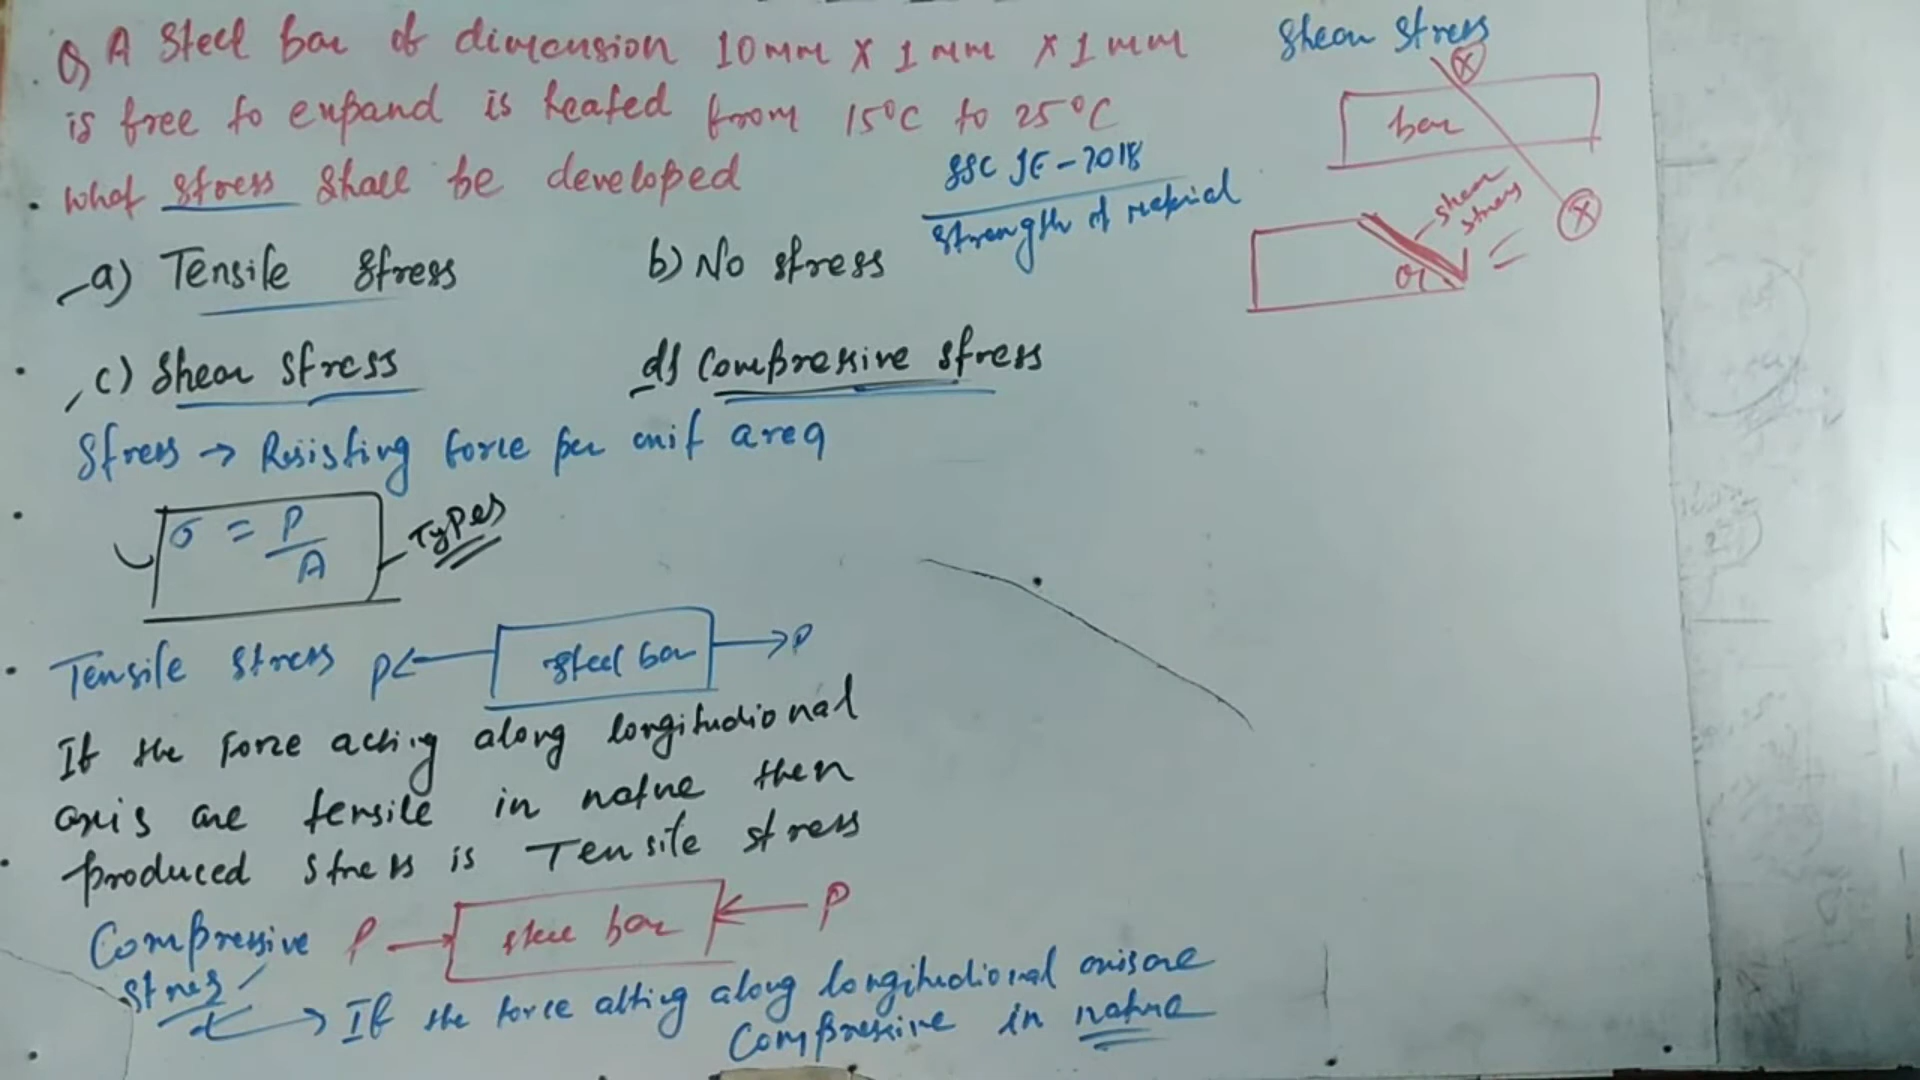 Q A Steel bar of dimension 10mm x 1mm x 1mm
is free to expand is heated from 15°C to 25°C
what stress shall be developed
SSC JE-2018
Strength of material
a) Tensile stress
b) No stress
c) Shear stress
d) Compressive stress
Stress → Resisting force per unit area
σ = P/A
Types
Tensile stress P steel bar P
If the force acting along longitudional
axis are tensile in nature then
produced stress is Tensile stress
Compressive stress P steel bar P
If the force acting along longitudional axis are
Compressive in nature
Shear stress
bar
shear stress